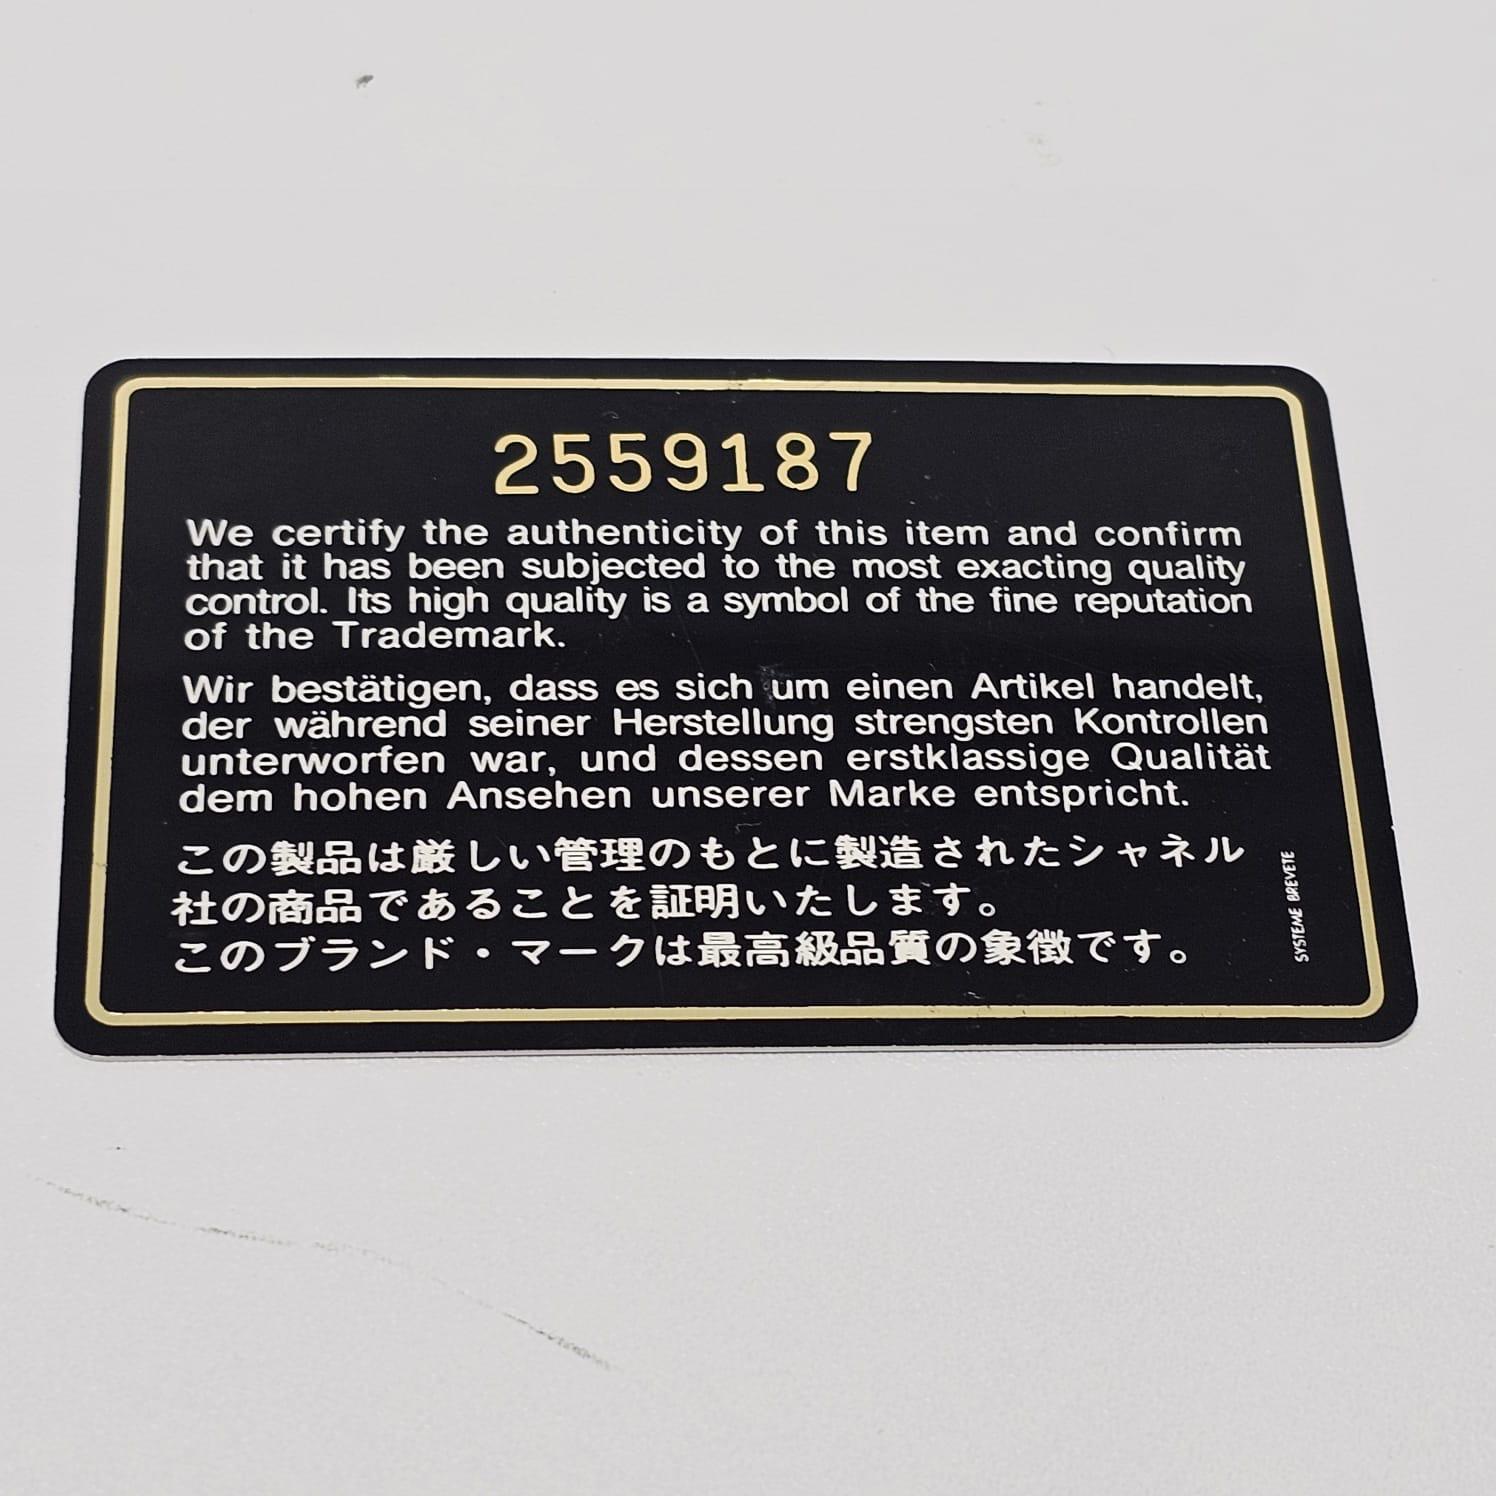 2559187
We certify the authenticity of this item and confirm
that it has been subjected to the most exacting quality
control. Its high quality is a symbol of the fine reputation
of the Trademark.
Wir bestätigen, dass es sich um einen Artikel handelt,
der während seiner Herstellung strengsten Kontrollen
unterworfen war, und dessen erstklassige Qualität
dem hohen Ansehen unserer Marke entspricht.
この製品は厳しい管理のもとに製造されたシャネル
社の商品であることを証明いたします。
このブランド・マークは最高級品質の象徴です。
SYSTEME BREVETE